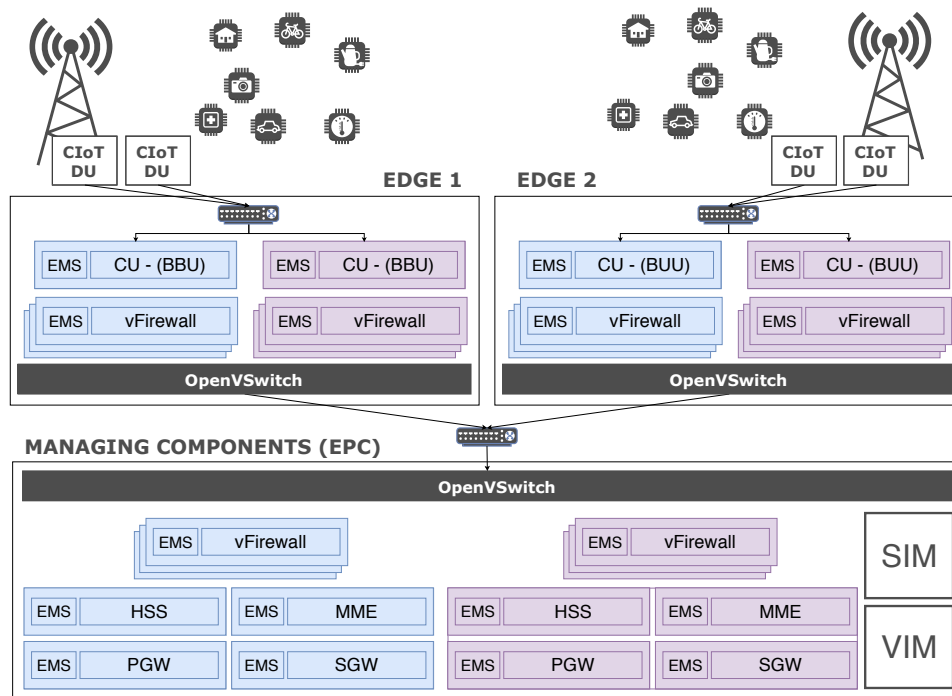 CIoT
DU
CIoT
DU
CIoT
DU
CIoT
DU
EDGE 1
EDGE 2
EMS CU - (BBU)
EMS CU - (BBU)
EMS CU - (BUU)
EMS CU - (BUU)
EMS vFirewall
EMS vFirewall
EMS vFirewall
EMS vFirewall
OpenVSwitch
OpenVSwitch
MANAGING COMPONENTS (EPC)
OpenVSwitch
EMS vFirewall
EMS vFirewall
SIM
EMS HSS
EMS MME
EMS HSS
EMS MME
EMS PGW
EMS SGW
EMS PGW
EMS SGW
VIM